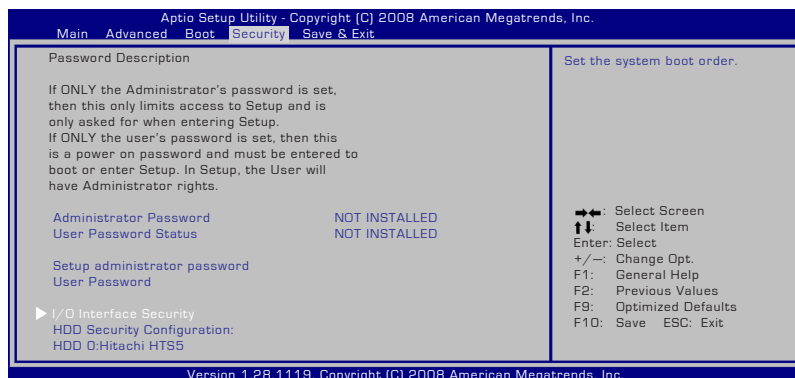 Aptio Setup Utility - Copyright (C) 2008 American Megatrends, Inc.
Main Advanced Boot Security Save & Exit
Password Description
If ONLY the Administrator's password is set,
then this only limits access to Setup and is
only asked for when entering Setup.
If ONLY the user's password is set, then this
is a power on password and must be entered to
boot or enter Setup. In Setup, the User will
have Administrator rights.
Administrator Password NOT INSTALLED
User Password Status NOT INSTALLED
Setup administrator password
User Password
I/O Interface Security
HDD Security Configuration:
HDD 0:Hitachi HTS5
Set the system boot order.
→←: Select Screen
↑↓: Select Item
Enter: Select
+/—: Change Opt.
F1: General Help
F2: Previous Values
F9: Optimized Defaults
F10: Save ESC: Exit
Version 1.28.1119. Copyright (C) 2008 American Megatrends, Inc.